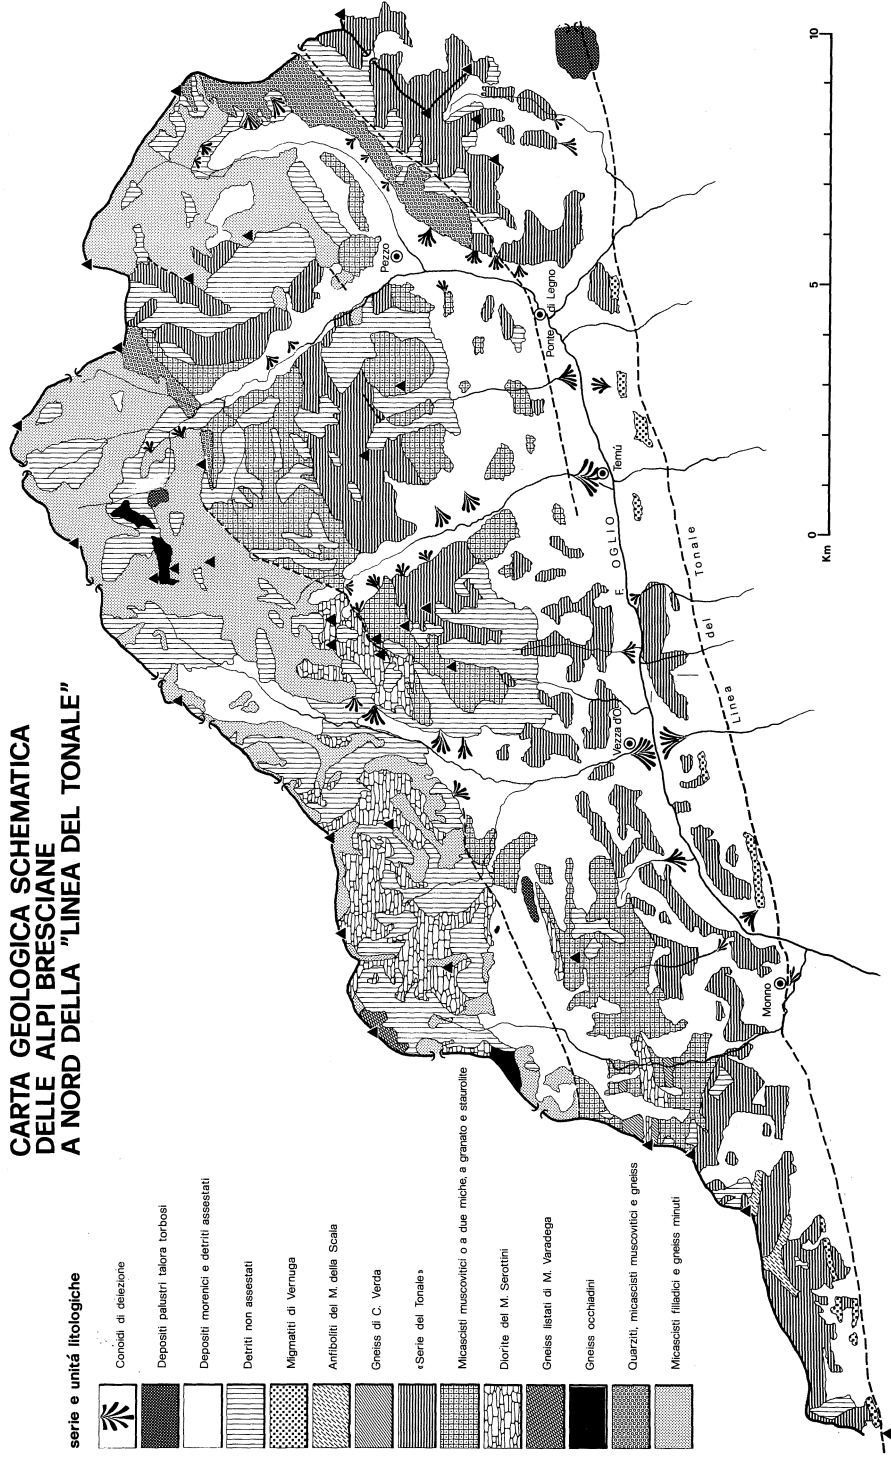 CARTA GEOLOGICA SCHEMATICA
DELLE ALPI BRESCIANE
A NORD DELLA "LINEA DEL TONALE"
serie e unitá litologiche
Conoidi di deiezione
Depositi palustri talora torbosi
Depositi morenici e detriti assestati
Detriti non assestati
Migmatiti di Vernuga
Anfiboliti del M. della Scala
Gneiss di C. Verda
«Serie del Tonale»
Micascisti muscovitici o a due miche, a granato e staurolite
Diorite del M. Serottini
Gneiss listati di M. Varadega
Gneiss occhiadini
Quarziti, micascisti muscovitici e gneiss
Micascisti filladici e gneiss minuti
Pezzo
Ponte di Legno
Temú
F. OGLIO
Vezza d'O.
Monno
Linea del Tonale
Km
0
5
10